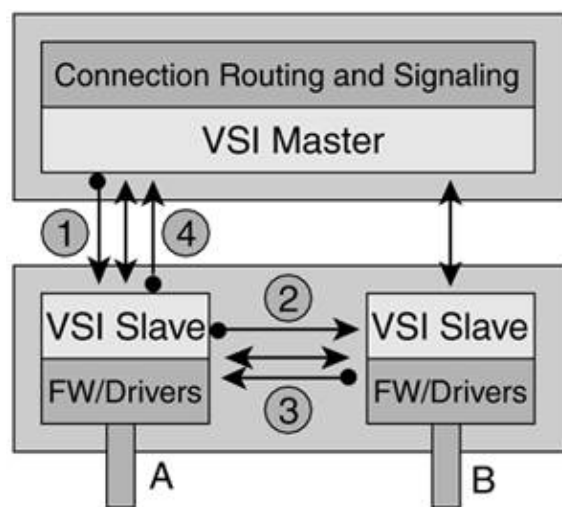 Connection Routing and Signaling
VSI Master
1
4
VSI Slave
2
VSI Slave
FW/Drivers
3
FW/Drivers
A
B